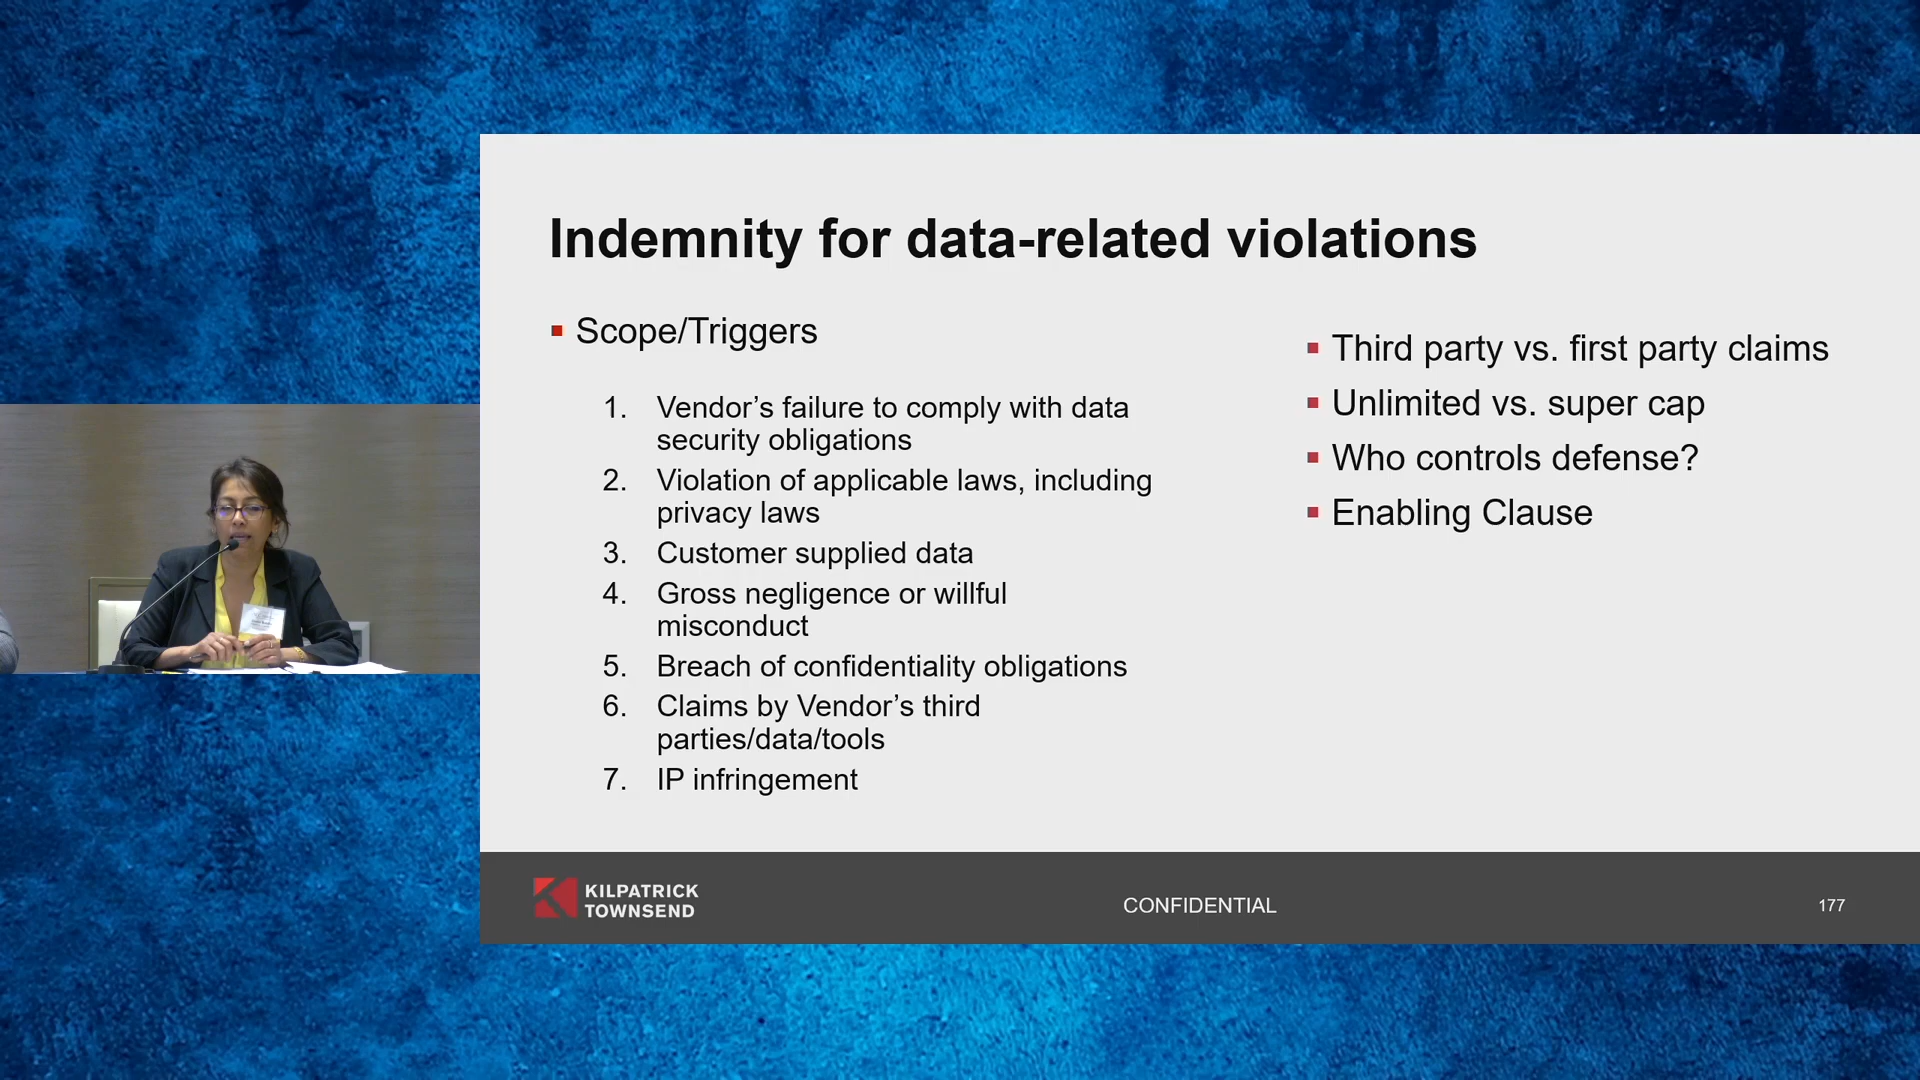 Indemnity for data-related violations
▪ Scope/Triggers
1. Vendor’s failure to comply with data
security obligations
2. Violation of applicable laws, including
privacy laws
3. Customer supplied data
4. Gross negligence or willful
misconduct
5. Breach of confidentiality obligations
6. Claims by Vendor’s third
parties/data/tools
7. IP infringement
▪ Third party vs. first party claims
▪ Unlimited vs. super cap
▪ Who controls defense?
▪ Enabling Clause
KILPATRICK
TOWNSEND
CONFIDENTIAL
177